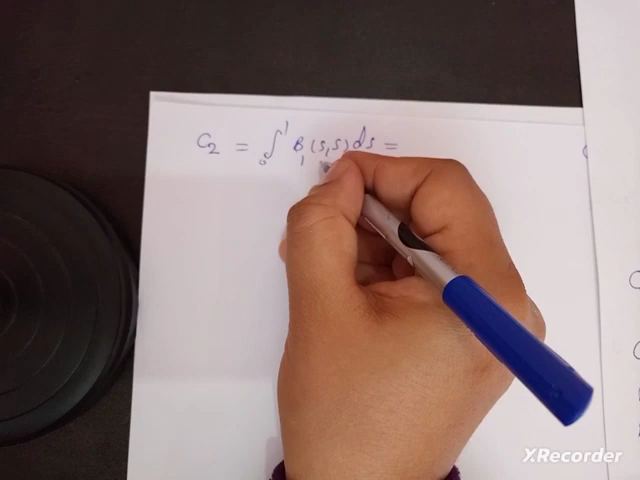 C₂ = ∫₀¹ B₁(s,s)ds =
XRecorder